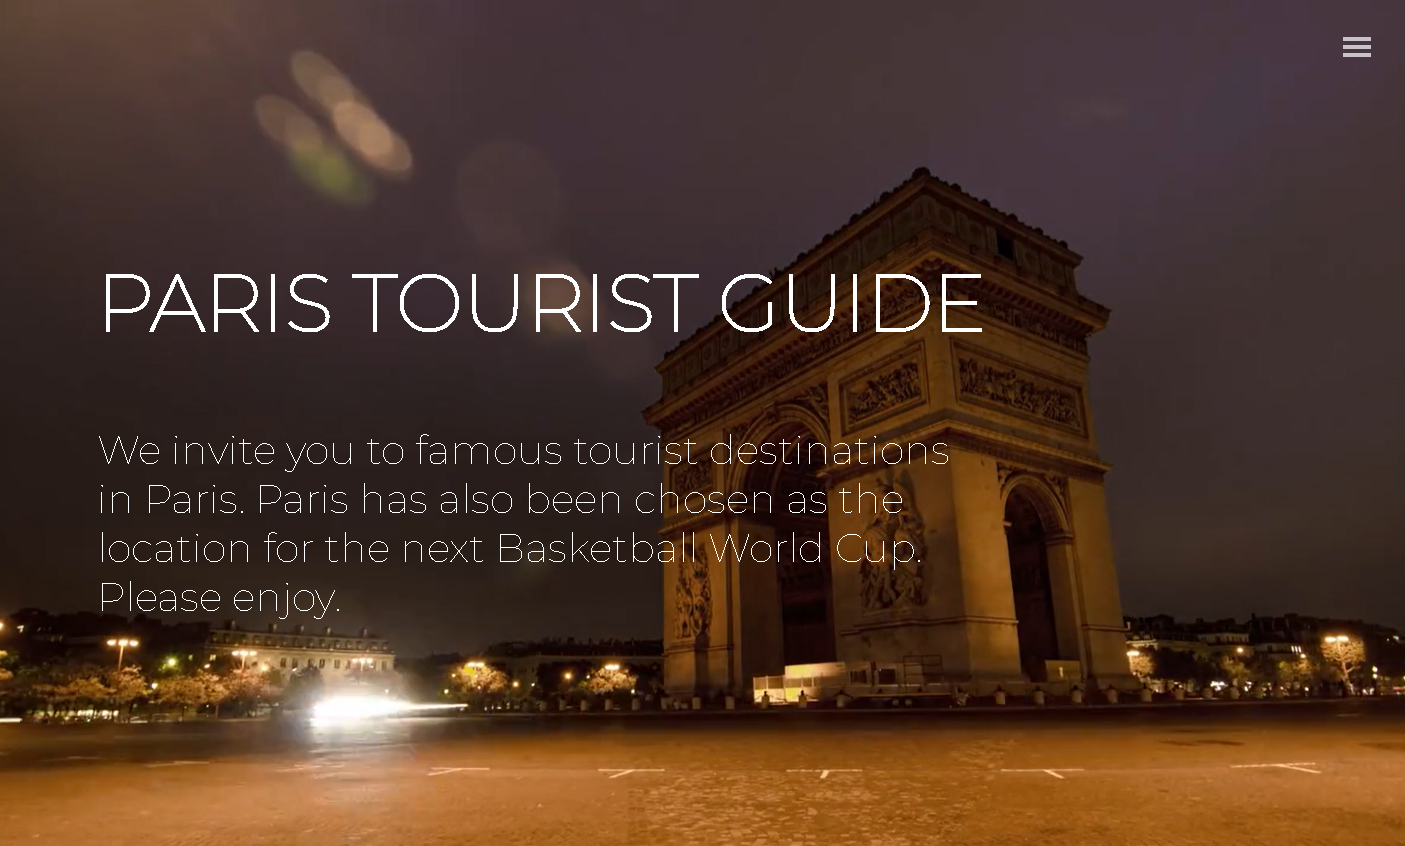 PARIS TOURIST GUIDE
We invite you to famous tourist destinations
in Paris. Paris has also been chosen as the
location for the next Basketball World Cup.
Please enjoy.